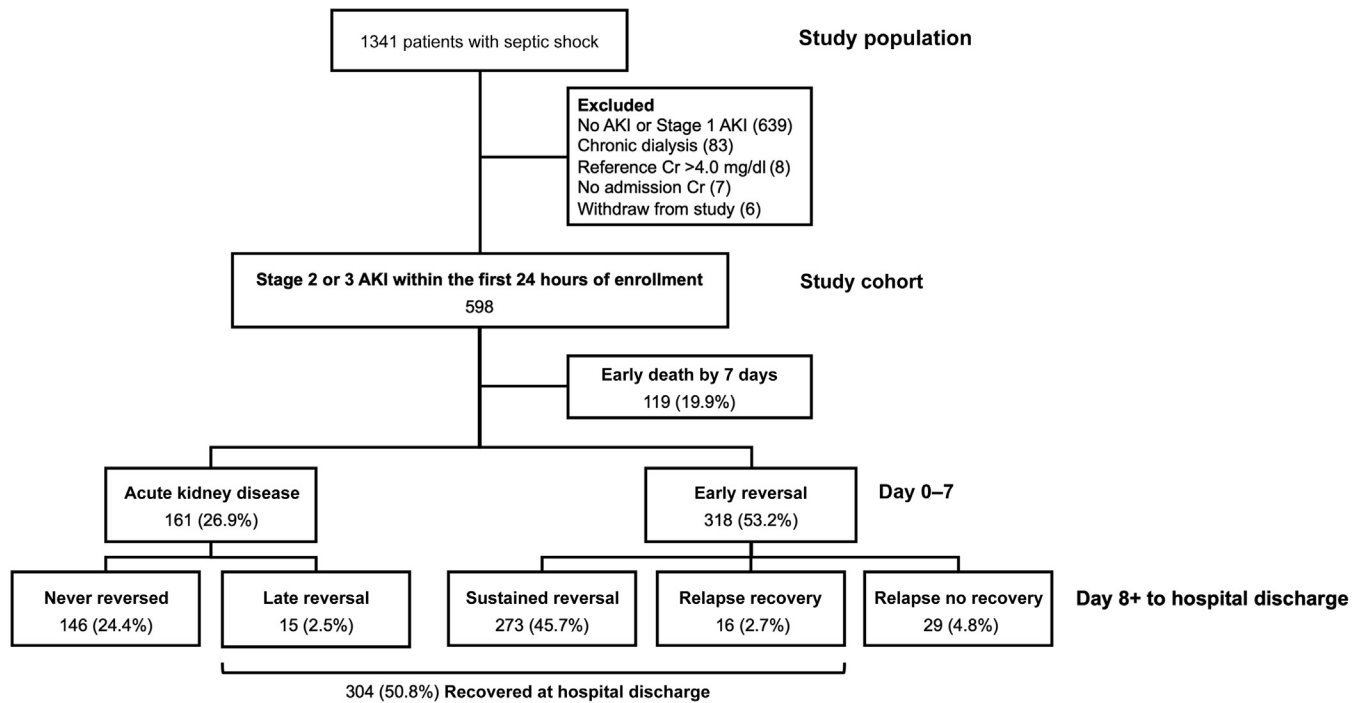 1341 patients with septic shock
Study population
Excluded
No AKI or Stage 1 AKI (639)
Chronic dialysis (83)
Reference Cr >4.0 mg/dl (8)
No admission Cr (7)
Withdraw from study (6)
Stage 2 or 3 AKI within the first 24 hours of enrollment
598
Study cohort
Early death by 7 days
119 (19.9%)
Acute kidney disease
161 (26.9%)
Early reversal
318 (53.2%)
Day 0–7
Never reversed
146 (24.4%)
Late reversal
15 (2.5%)
Sustained reversal
273 (45.7%)
Relapse recovery
16 (2.7%)
Relapse no recovery
29 (4.8%)
Day 8+ to hospital discharge
304 (50.8%) Recovered at hospital discharge